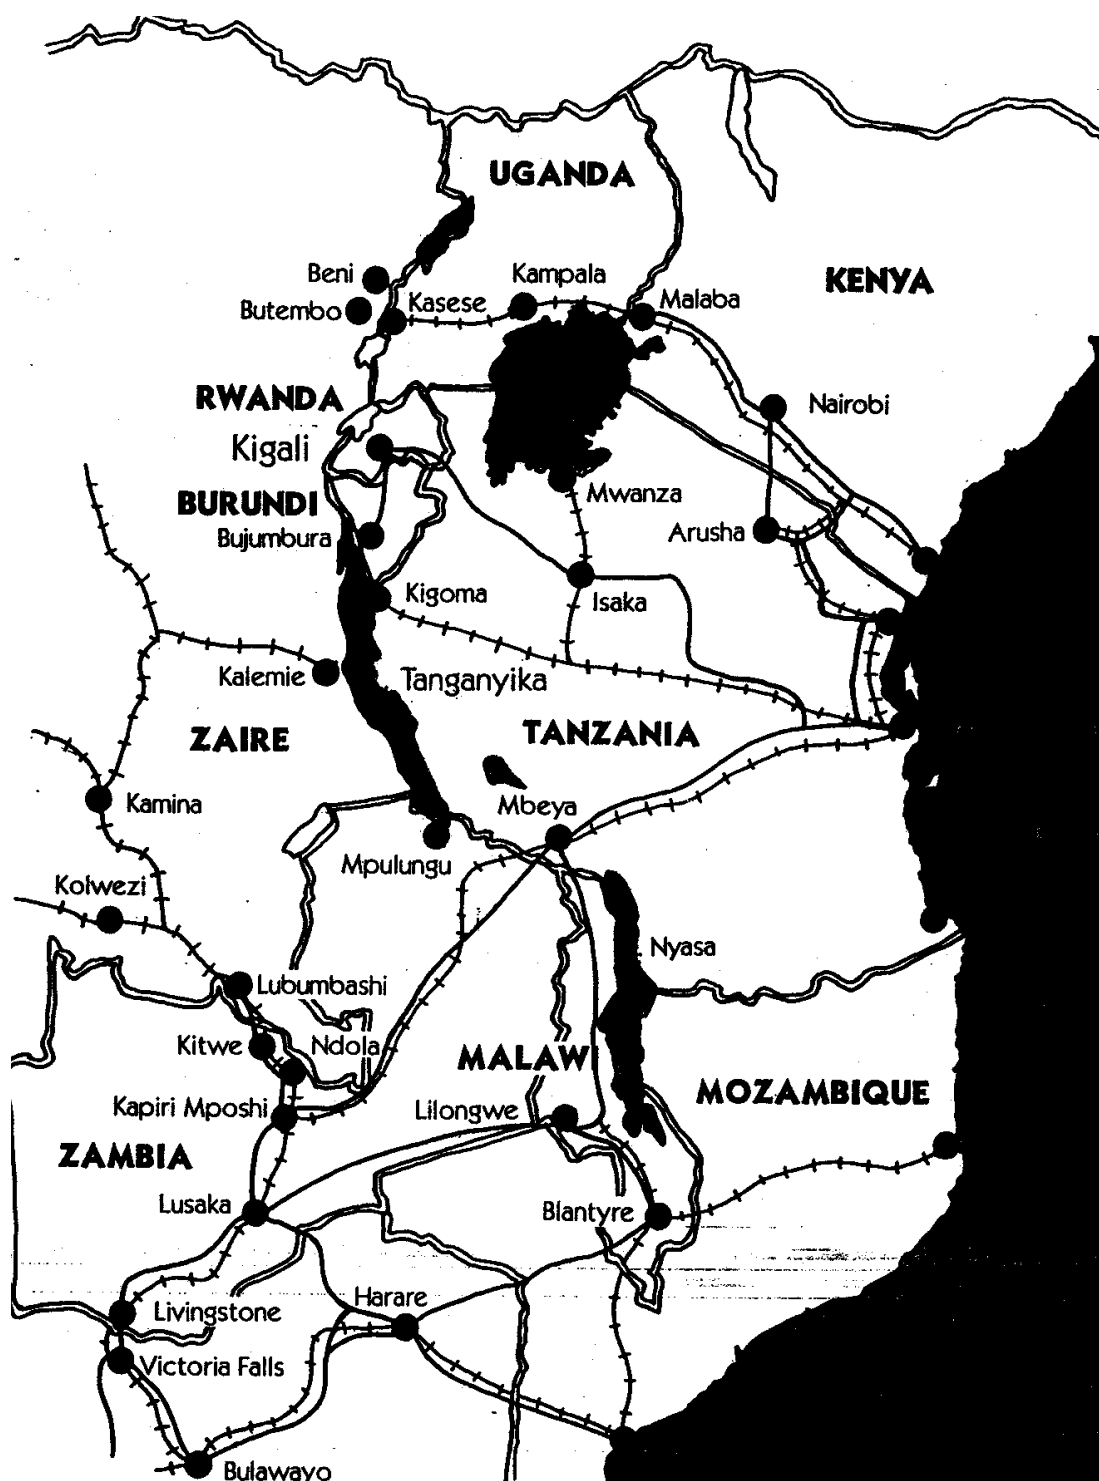 UGANDA
Beni
Kampala
KENYA
Butembo
Kasese
Malaba
RWANDA
Nairobi
Kigali
BURUNDI
Mwanza
Bujumbura
Arusha
Kigoma
Isaka
Kalemie
Tanganyika
ZAIRE
TANZANIA
Kamina
Mbeya
Mpulungu
Kolwezi
Nyasa
Lubumbashi
Kitwe
Ndola
MALAW
MOZAMBIQUE
Kapiri Mposhi
Lilongwe
ZAMBIA
Lusaka
Blantyre
Harare
Livingstone
Victoria Falls
Bulawayo